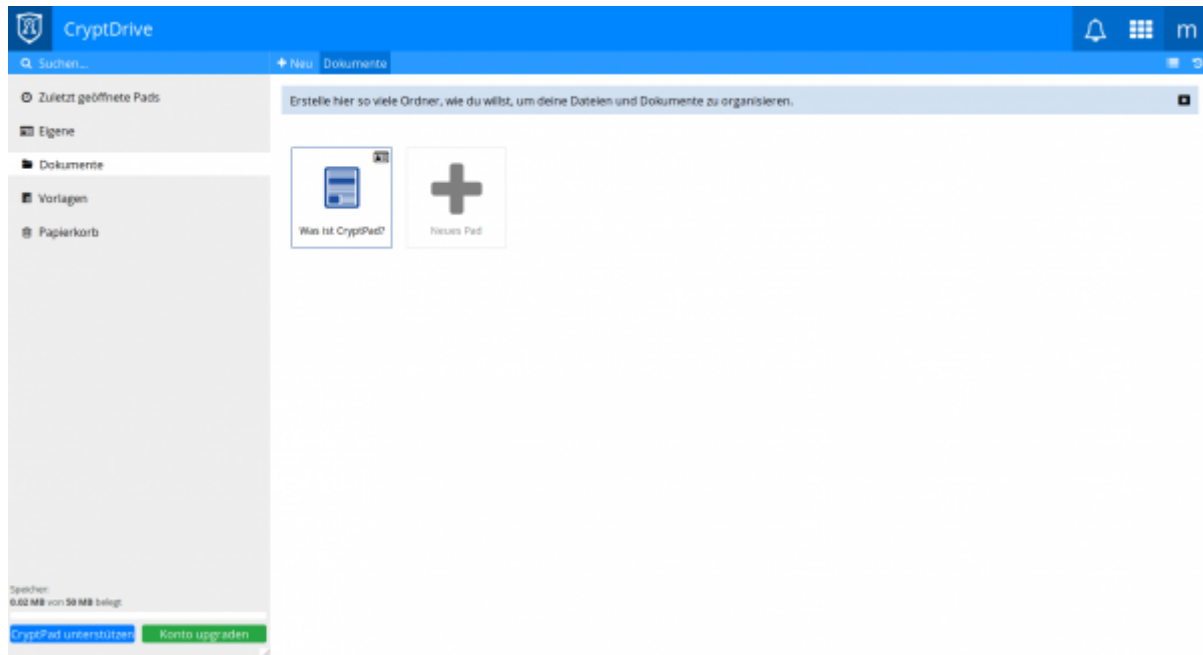 CryptDrive
m
Suchen...
Neu Dokumente
Zuletzt geöffnete Pads
Erstelle hier so viele Ordner, wie du willst, um deine Dateien und Dokumente zu organisieren.
Eigene
Dokumente
Vorlagen
Papierkorb
Was ist CryptPad?
Neues Pad
Speicher:
0.02 MB von 50 MB belegt
CryptPad unterstützen
Konto upgraden